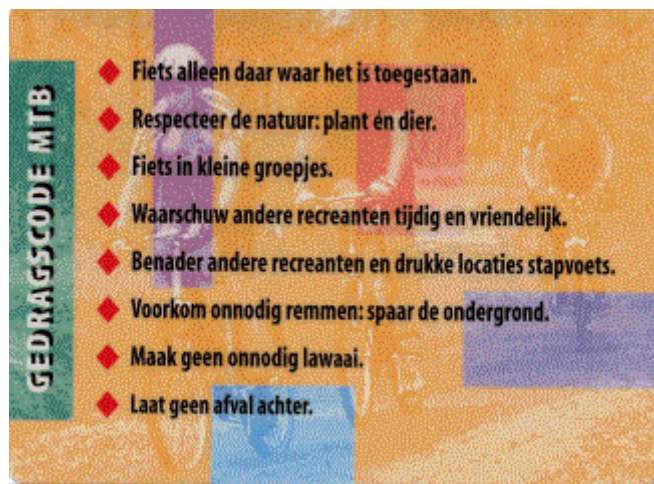 GEDRAGSCODE MTB
Fiets alleen daar waar het is toegestaan.
Respecteer de natuur: plant én dier.
Fiets in kleine groepjes.
Waarschuw andere recreanten tijdig en vriendelijk.
Benader andere recreanten en drukke locaties stapvoets.
Voorkom onnodig remmen: spaar de ondergrond.
Maak geen onnodig lawaai.
Laat geen afval achter.